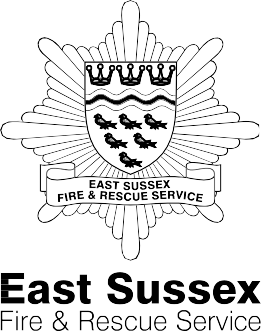 EAST SUSSEX
FIRE & RESCUE SERVICE
East Sussex
Fire & Rescue Service